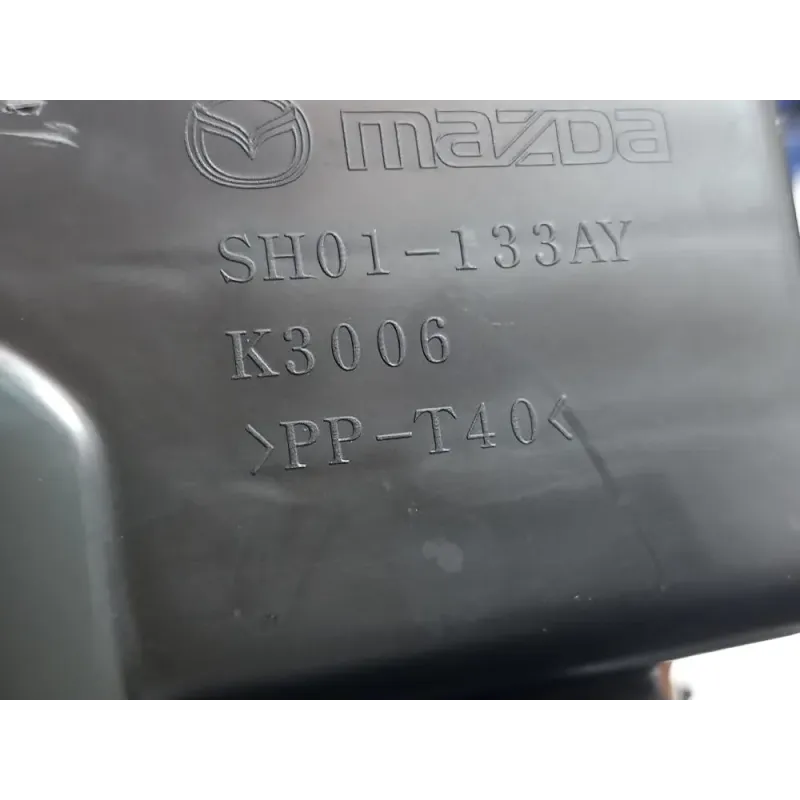 mazda
SH01-133AY
K3006
>PP-T40<